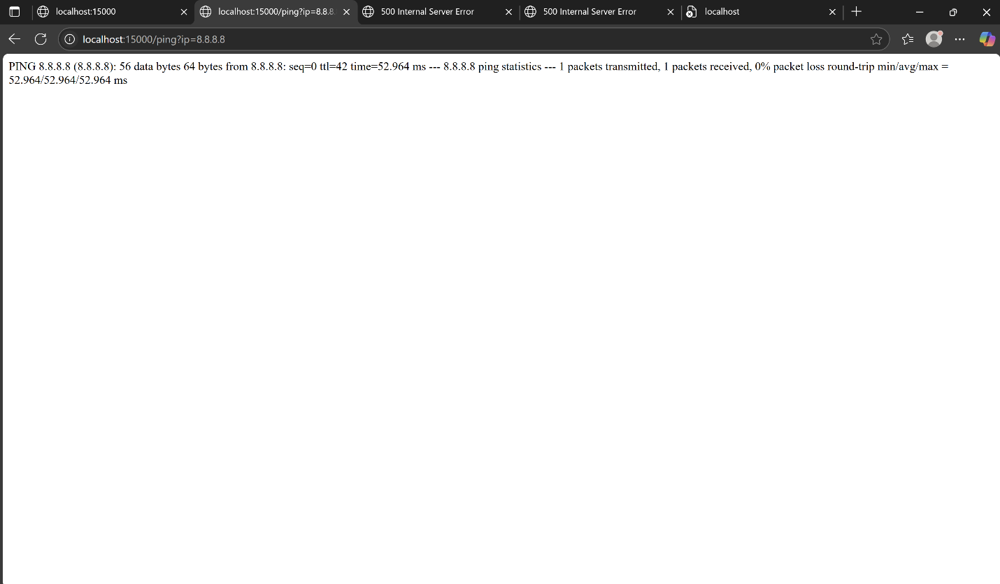 localhost:15000
localhost:15000/ping?ip=8.8.8.
500 Internal Server Error
500 Internal Server Error
localhost
localhost:15000/ping?ip=8.8.8.8
PING 8.8.8.8 (8.8.8.8): 56 data bytes 64 bytes from 8.8.8.8: seq=0 ttl=42 time=52.964 ms --- 8.8.8.8 ping statistics --- 1 packets transmitted, 1 packets received, 0% packet loss round-trip min/avg/max =
52.964/52.964/52.964 ms